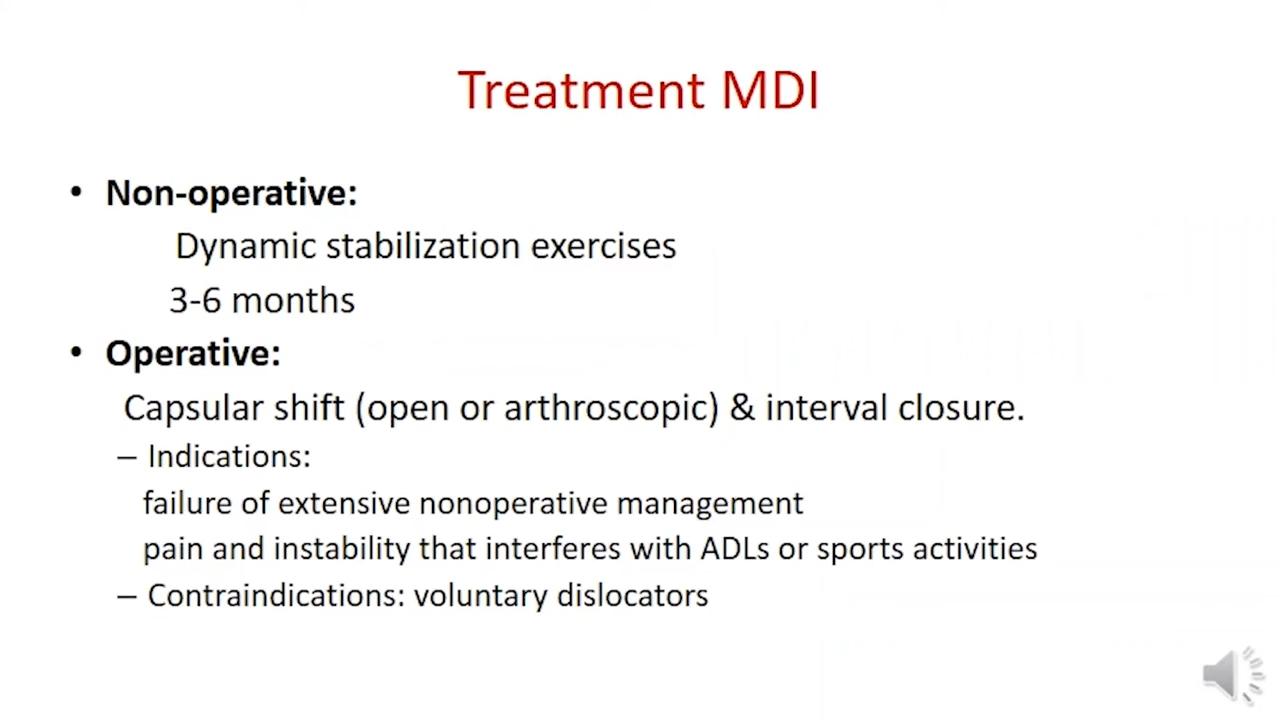 Treatment MDI
• Non-operative:
Dynamic stabilization exercises
3-6 months
• Operative:
Capsular shift (open or arthroscopic) & interval closure.
– Indications:
failure of extensive nonoperative management
pain and instability that interferes with ADLs or sports activities
– Contraindications: voluntary dislocators